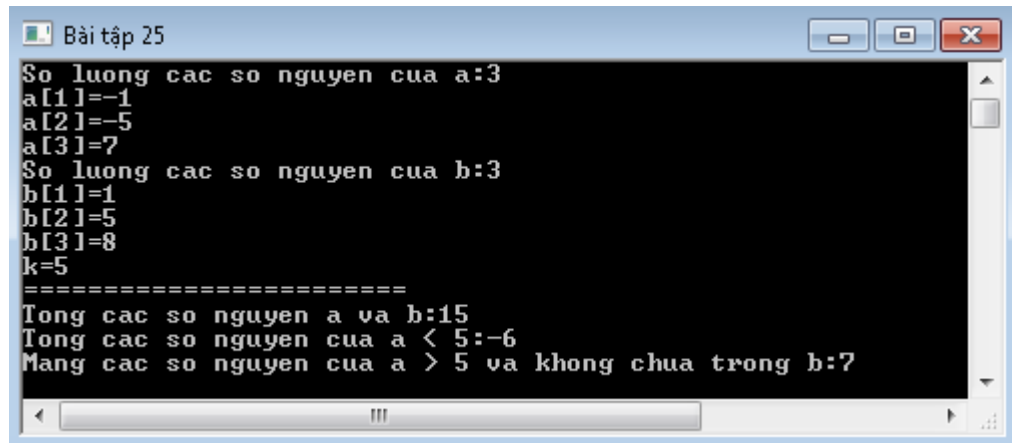 Bài tập 25
So luong cac so nguyen cua a:3
a[1]=-1
a[2]=-5
a[3]=7
So luong cac so nguyen cua b:3
b[1]=1
b[2]=5
b[3]=8
k=5
========================
Tong cac so nguyen a va b:15
Tong cac so nguyen cua a < 5:-6
Mang cac so nguyen cua a > 5 va khong chua trong b:7